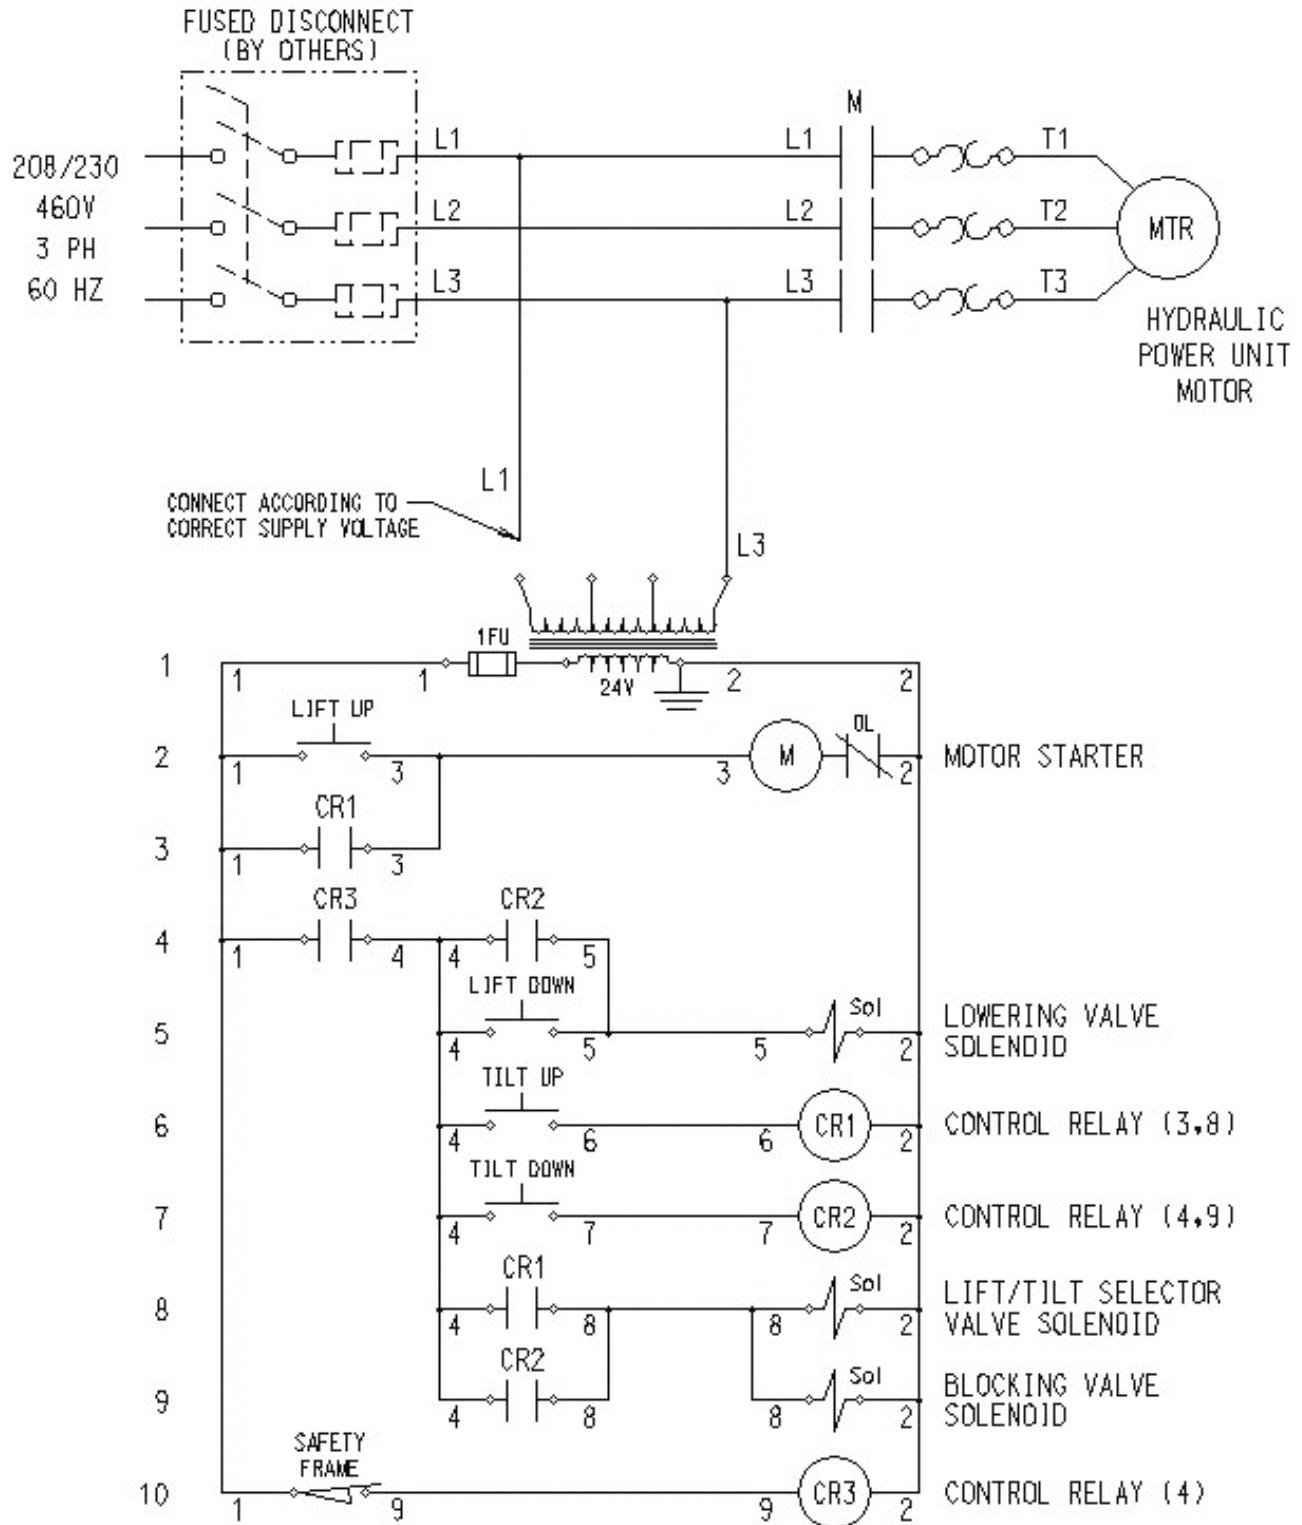 FUSED DISCONNECT
(BY OTHERS)
208/230
460V
3 PH
60 HZ
L1 L1 M T1
L2 L2 T2
L3 L3 T3
MTR
HYDRAULIC
POWER UNIT
MOTOR
L1
CONNECT ACCORDING TO
CORRECT SUPPLY VOLTAGE
L3
1FU
1 1 1 24V 2 2
LIFT UP
OL
2 1 3 3 M 2 MOTOR STARTER
CR1
3 1 3
CR3 CR2
4 1 4 4 5
LIFT DOWN
Sol
5 4 5 5 2 LOWERING VALVE
SOLENOID
TILT UP
6 4 6 6 CR1 2 CONTROL RELAY (3,8)
TILT DOWN
7 4 7 7 CR2 2 CONTROL RELAY (4,9)
CR1 Sol
8 4 8 8 2 LIFT/TILT SELECTOR
VALVE SOLENOID
CR2 Sol
9 4 8 8 2 BLOCKING VALVE
SOLENOID
SAFETY
FRAME
10 1 9 9 CR3 2 CONTROL RELAY (4)